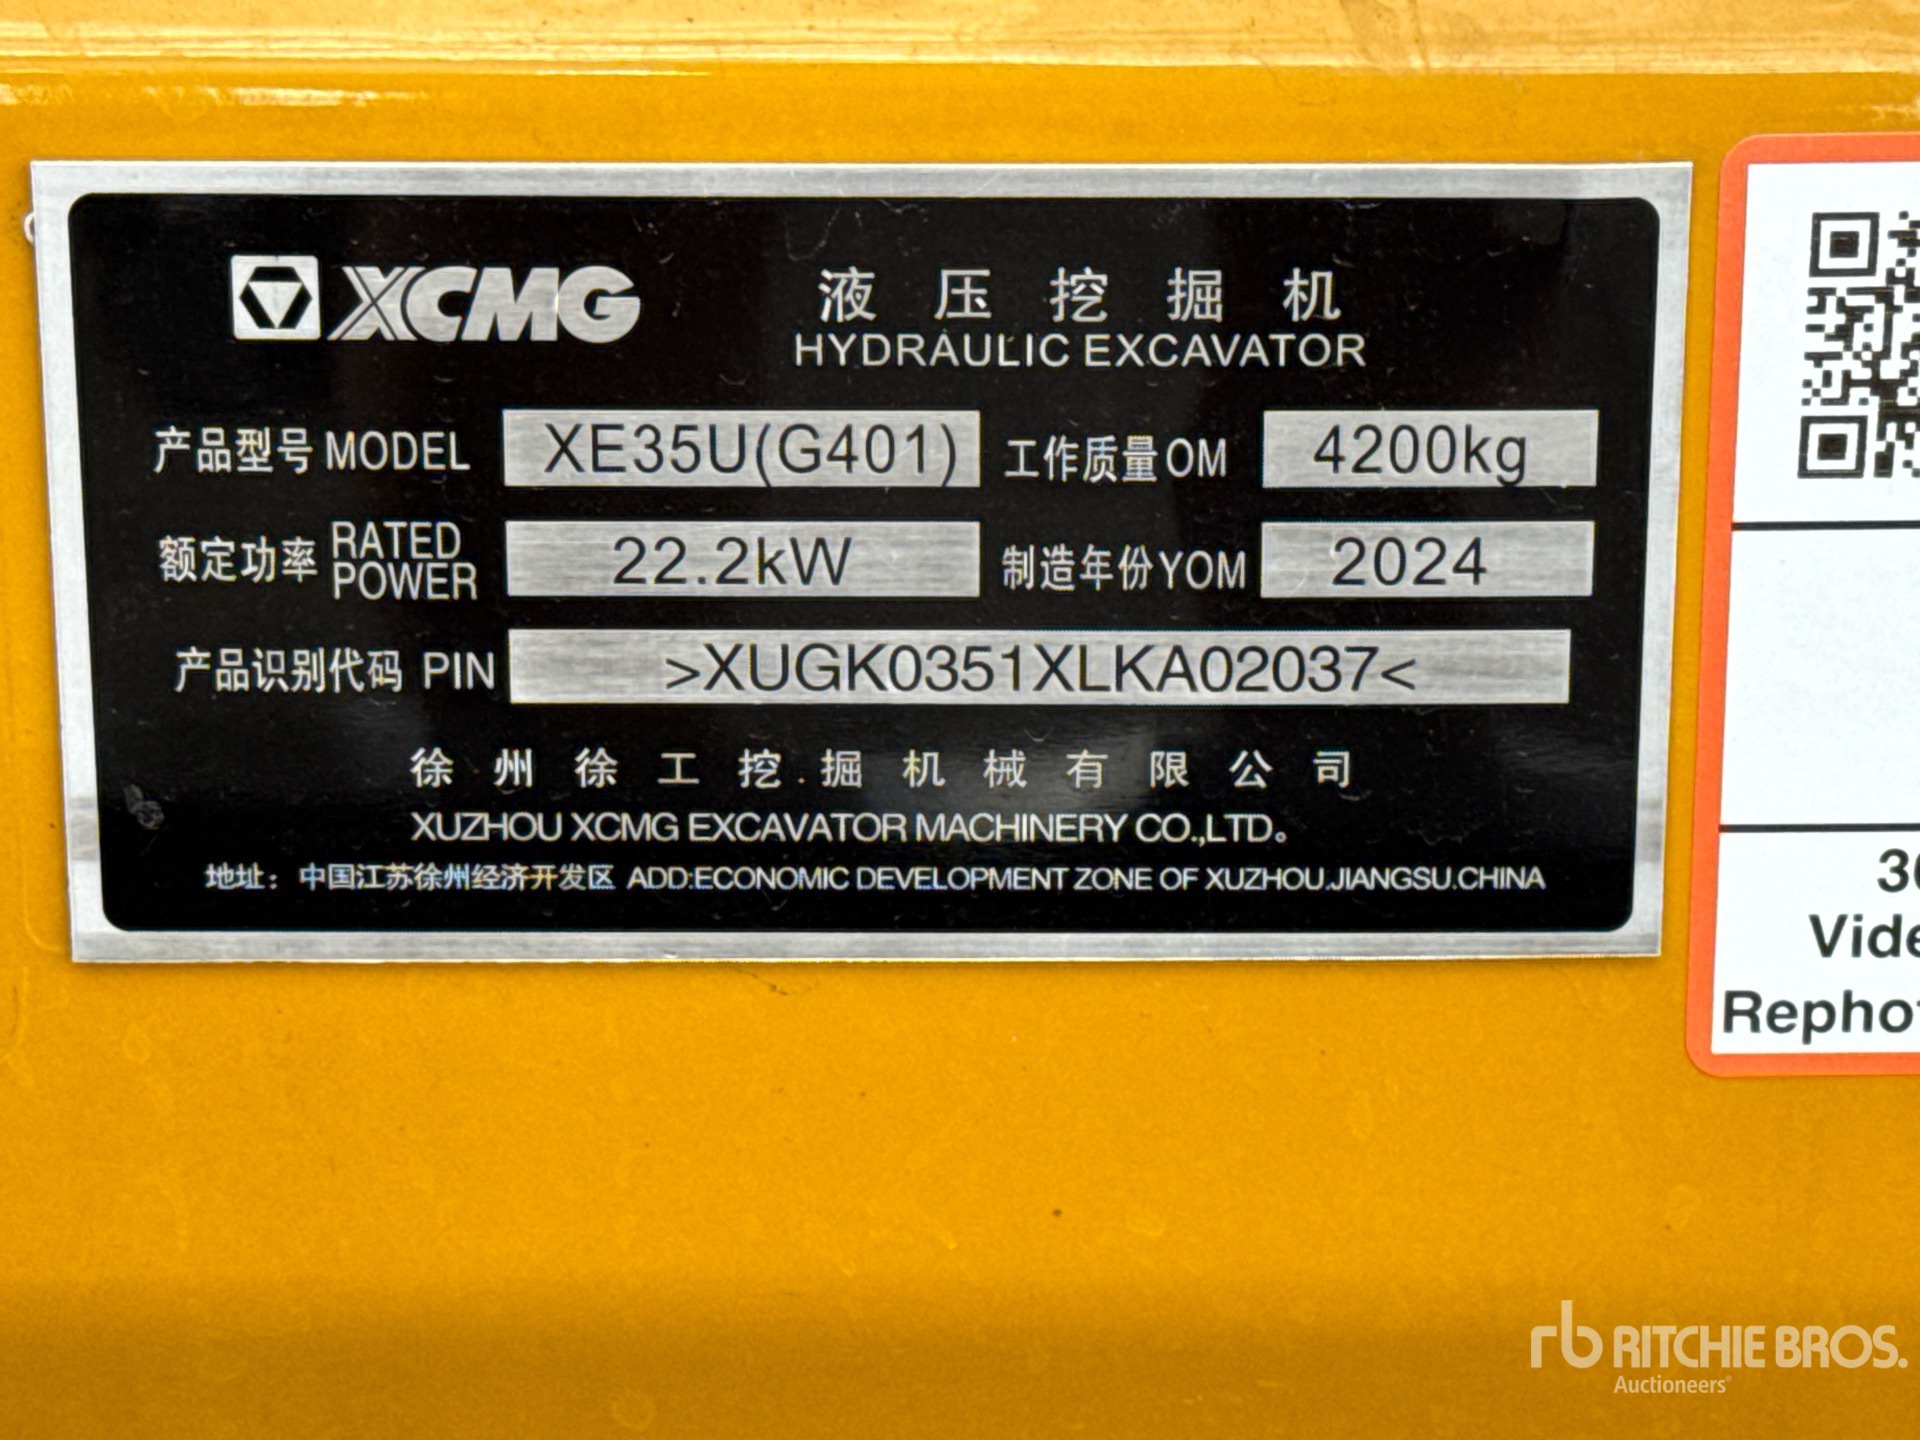 XCMG
液压挖掘机
HYDRAULIC EXCAVATOR
产品型号 MODEL XE35U(G401) 工作质量 OM 4200kg
额定功率 RATED POWER 22.2kW 制造年份 YOM 2024
产品识别代码 PIN >XUGK0351XLKA02037<
徐州徐工挖掘机械有限公司
XUZHOU XCMG EXCAVATOR MACHINERY CO.,LTD。
地址：中国江苏徐州经济开发区 ADD:ECONOMIC DEVELOPMENT ZONE OF XUZHOU.JIANGSU.CHINA
rb RITCHIE BROS.
Auctioneers